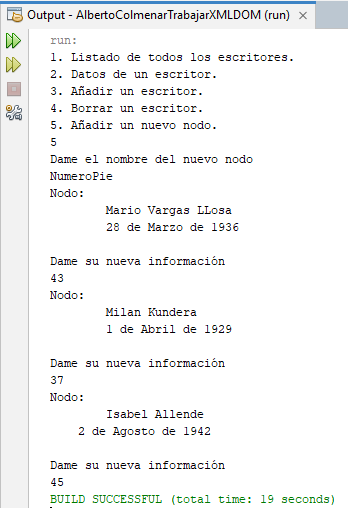 Output - AlbertoColmenarTrabajarXMLDOM (run)
run:
1. Listado de todos los escritores.
2. Datos de un escritor.
3. Añadir un escritor.
4. Borrar un escritor.
5. Añadir un nuevo nodo.
5
Dame el nombre del nuevo nodo
NumeroPie
Nodo:
Mario Vargas LLosa
28 de Marzo de 1936
Dame su nueva información
43
Nodo:
Milan Kundera
1 de Abril de 1929
Dame su nueva información
37
Nodo:
Isabel Allende
2 de Agosto de 1942
Dame su nueva información
45
BUILD SUCCESSFUL (total time: 19 seconds)